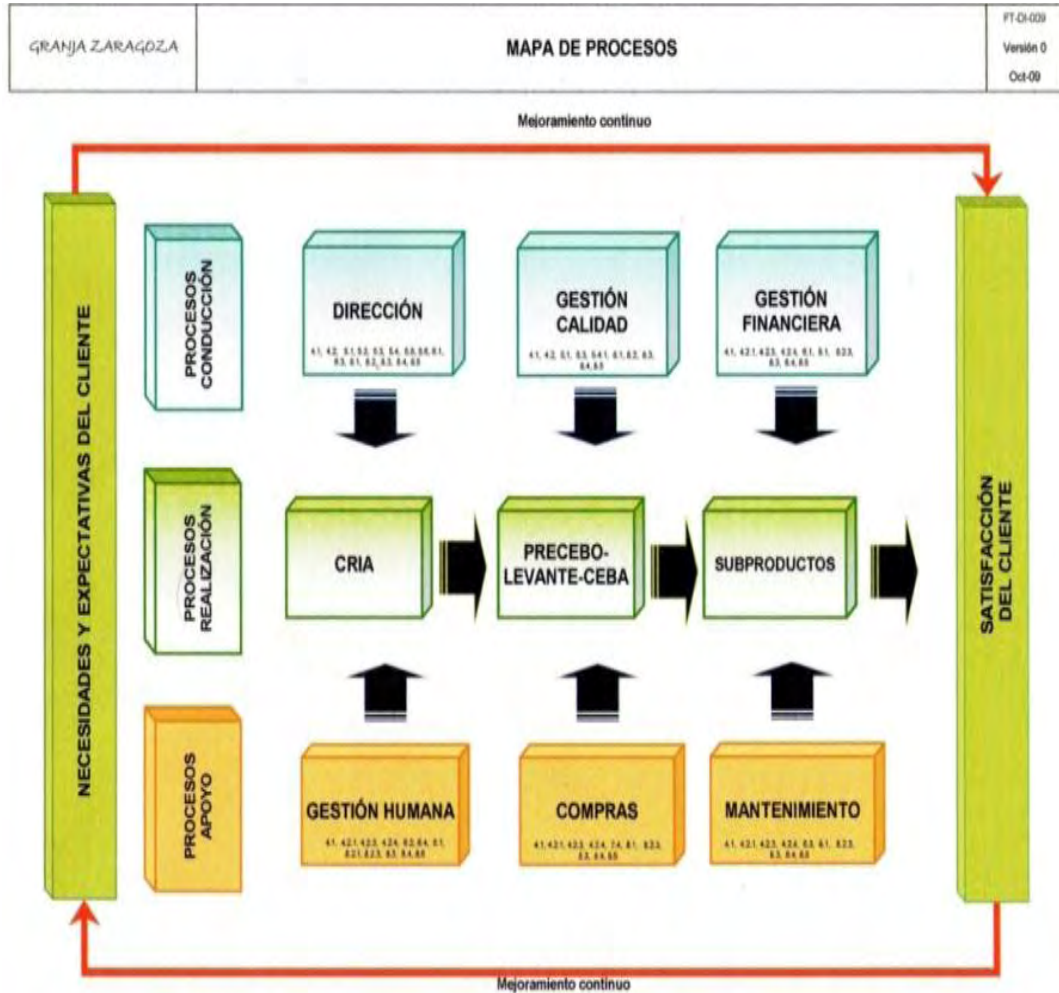 GRANJA ZARAGOZA
MAPA DE PROCESOS
FT-DI-009
Versión 0
Oct-09
Mejoramiento continuo
NECESIDADES Y EXPECTATIVAS DEL CLIENTE
PROCESOS
CONDUCCIÓN
DIRECCIÓN
GESTIÓN
CALIDAD
GESTIÓN
FINANCIERA
PROCESOS
REALIZACIÓN
CRIA
PRECEBO-
LEVANTE-CEBA
SUBPRODUCTOS
PROCESOS
APOYO
GESTIÓN HUMANA
COMPRAS
MANTENIMIENTO
SATISFACCIÓN
DEL CLIENTE
Mejoramiento continuo